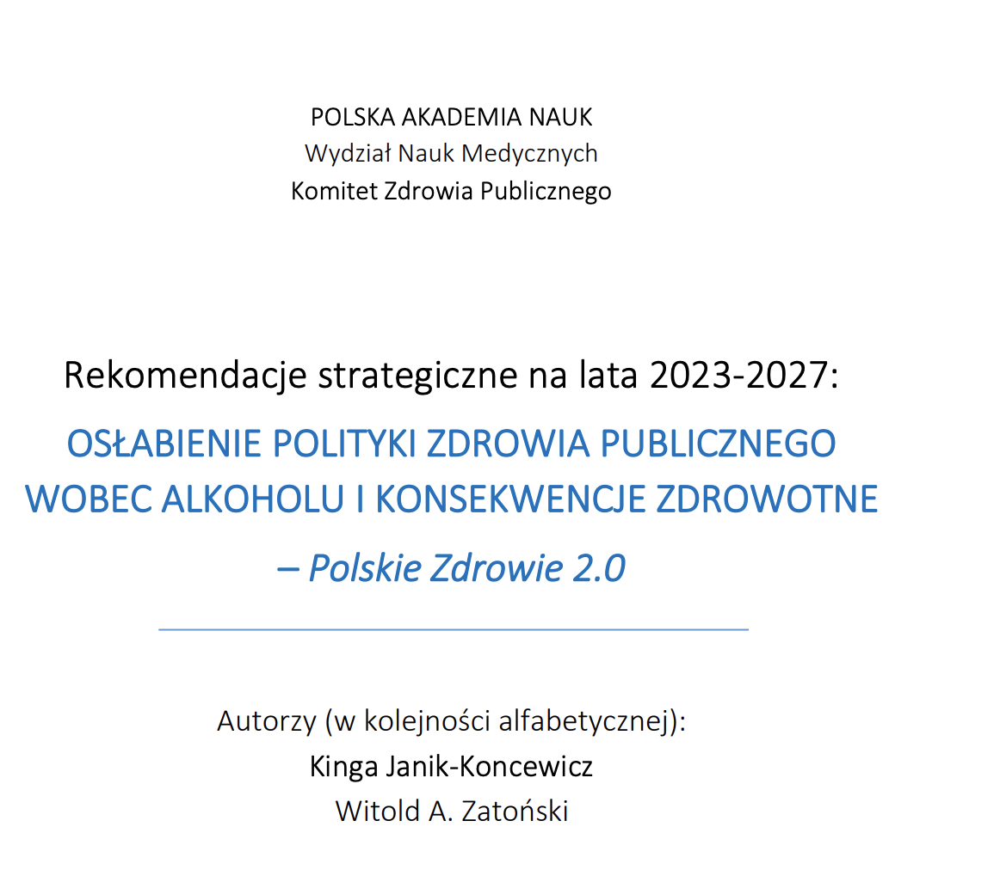 POLSKA AKADEMIA NAUK
Wydział Nauk Medycznych
Komitet Zdrowia Publicznego
Rekomendacje strategiczne na lata 2023-2027:
OSŁABIENIE POLITYKI ZDROWIA PUBLICZNEGO
WOBEC ALKOHOLU I KONSEKWENCJE ZDROWOTNE
– Polskie Zdrowie 2.0
Autorzy (w kolejności alfabetycznej):
Kinga Janik-Koncewicz
Witold A. Zatoński